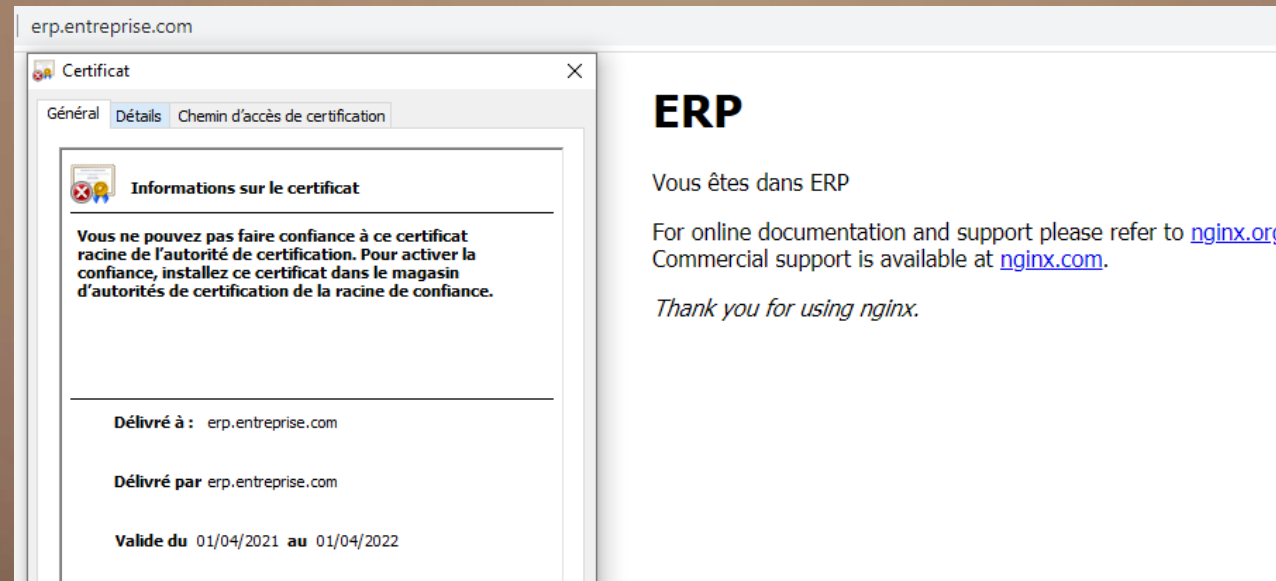 erp.entreprise.com
Certificat
Général Détails Chemin d'accès de certification
Informations sur le certificat
Vous ne pouvez pas faire confiance à ce certificat
racine de l'autorité de certification. Pour activer la
confiance, installez ce certificat dans le magasin
d'autorités de certification de la racine de confiance.
Délivré à : erp.entreprise.com
Délivré par erp.entreprise.com
Valide du 01/04/2021 au 01/04/2022
ERP
Vous êtes dans ERP
For online documentation and support please refer to nginx.org
Commercial support is available at nginx.com.
Thank you for using nginx.